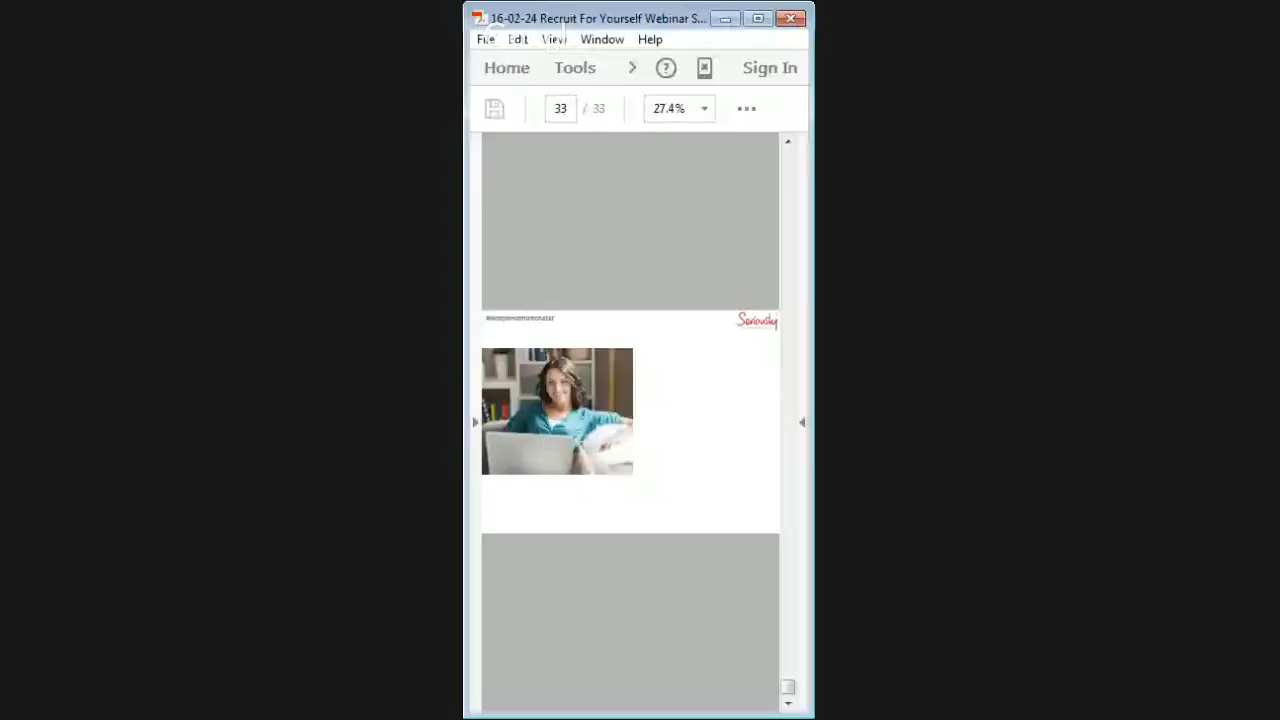 16-02-24 Recruit For Yourself Webinar S...
File Edit View Window Help
Home Tools Sign In
33 / 33 27.4%
#independentrecruiter
Seriously